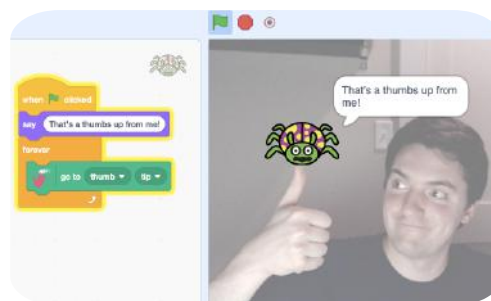 when clicked
say That's a thumbs up from me!
forever
go to thumb tip
That's a thumbs up from
me!